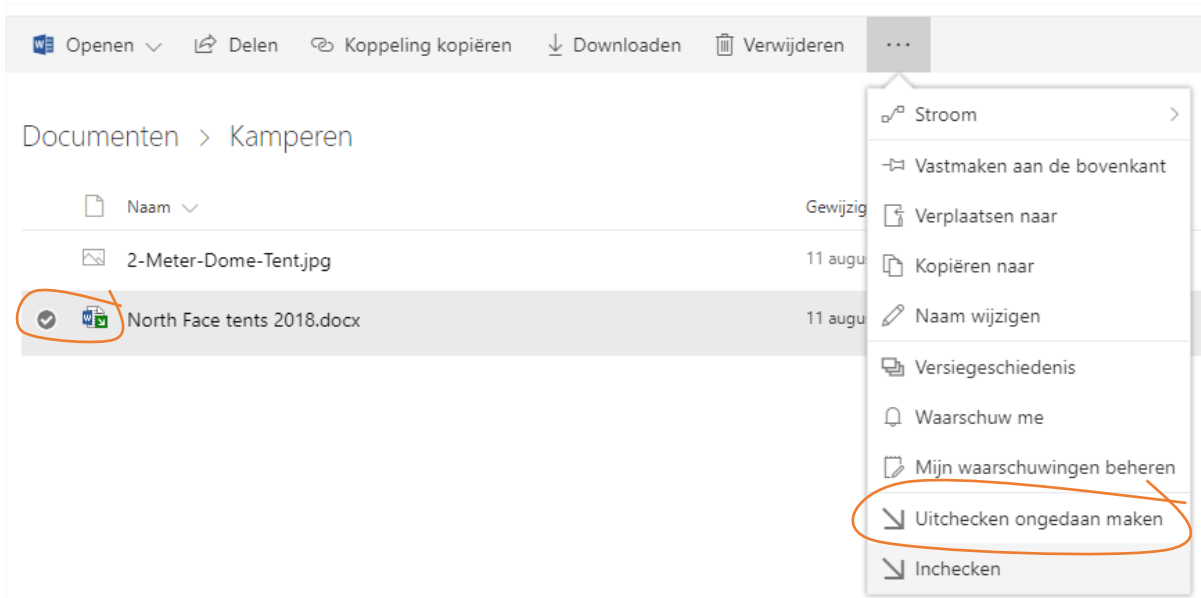 Openen Delen Koppeling kopiëren Downloaden Verwijderen ...
Stroom
Documenten > Kamperen
Vastmaken aan de bovenkant
Naam Gewijzig
Verplaatsen naar
2-Meter-Dome-Tent.jpg 11 augu
Kopiëren naar
North Face tents 2018.docx 11 augu
Naam wijzigen
Versiegeschiedenis
Waarschuw me
Mijn waarschuwingen beheren
Uitchecken ongedaan maken
Inchecken